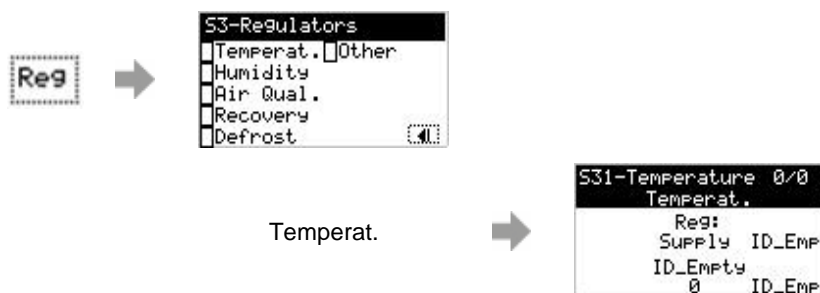 Reg
S3-Regulators
Temperat. Other
Humidity
Air Qual.
Recovery
Defrost
Temperat.
S31-Temperature 0/0
Temperat.
Reg:
Supply ID_Emp
ID_Empty
0 ID_Emp